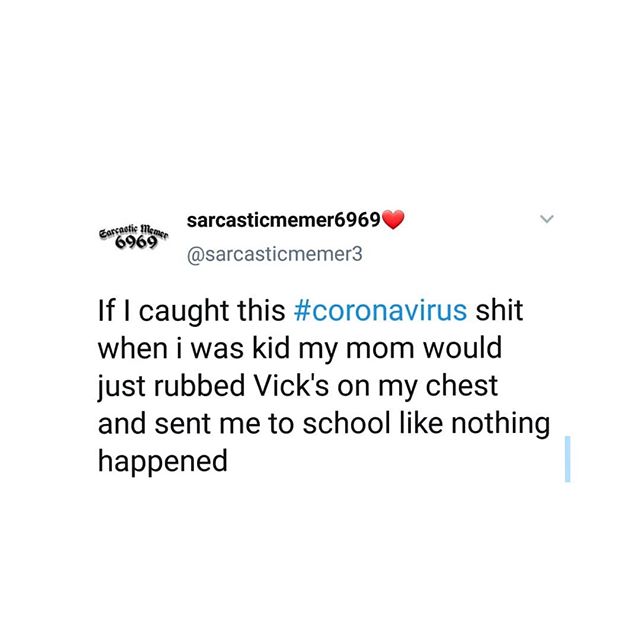 Sarcastic Memer
6969
sarcasticmemer6969❤️
@sarcasticmemer3
If I caught this #coronavirus shit
when i was kid my mom would
just rubbed Vick's on my chest
and sent me to school like nothing
happened